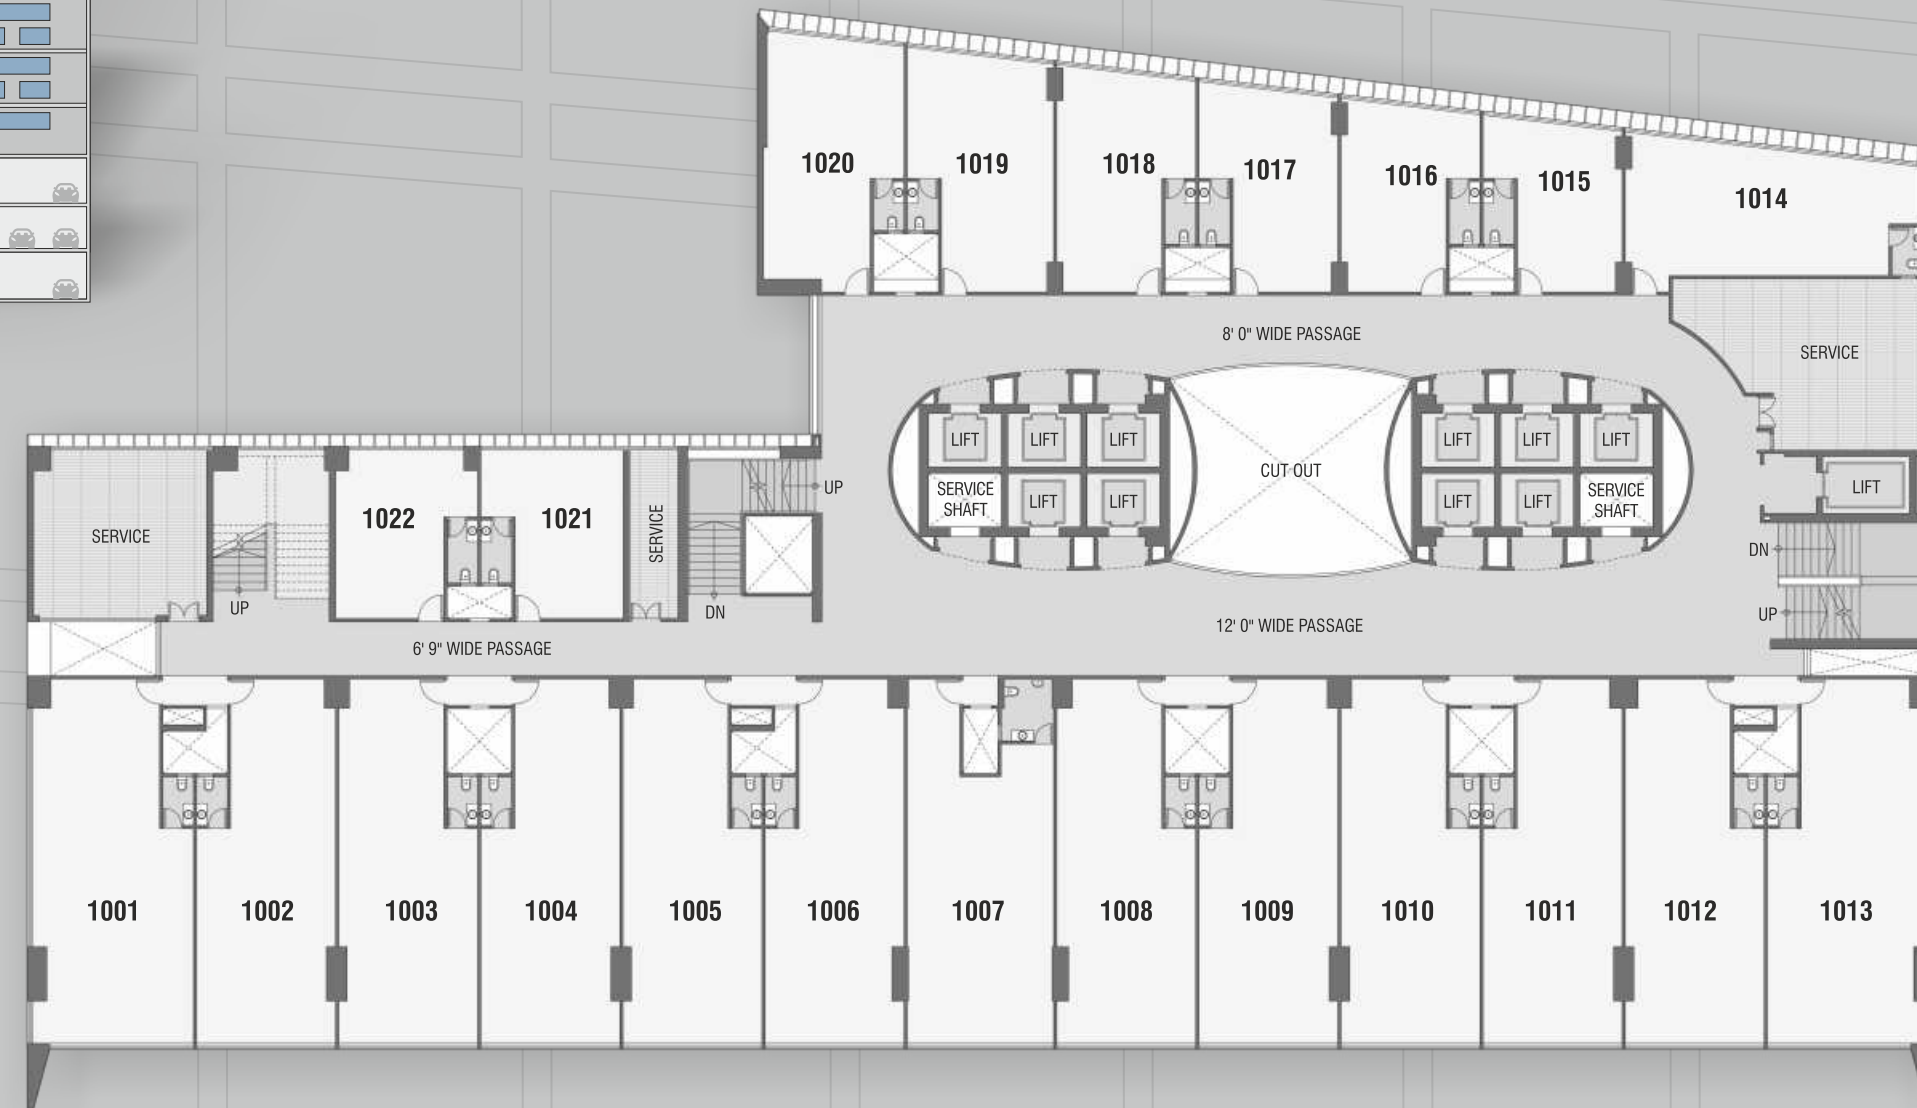 1020
1019
1018
1017
1016
1015
1014
8' 0" WIDE PASSAGE
SERVICE
LIFT
LIFT
LIFT
LIFT
LIFT
LIFT
CUT OUT
SERVICE
SHAFT
LIFT
LIFT
LIFT
LIFT
SERVICE
SHAFT
LIFT
UP
1022
1021
SERVICE
SERVICE
DN
UP
DN
UP
12' 0" WIDE PASSAGE
6' 9" WIDE PASSAGE
1001
1002
1003
1004
1005
1006
1007
1008
1009
1010
1011
1012
1013